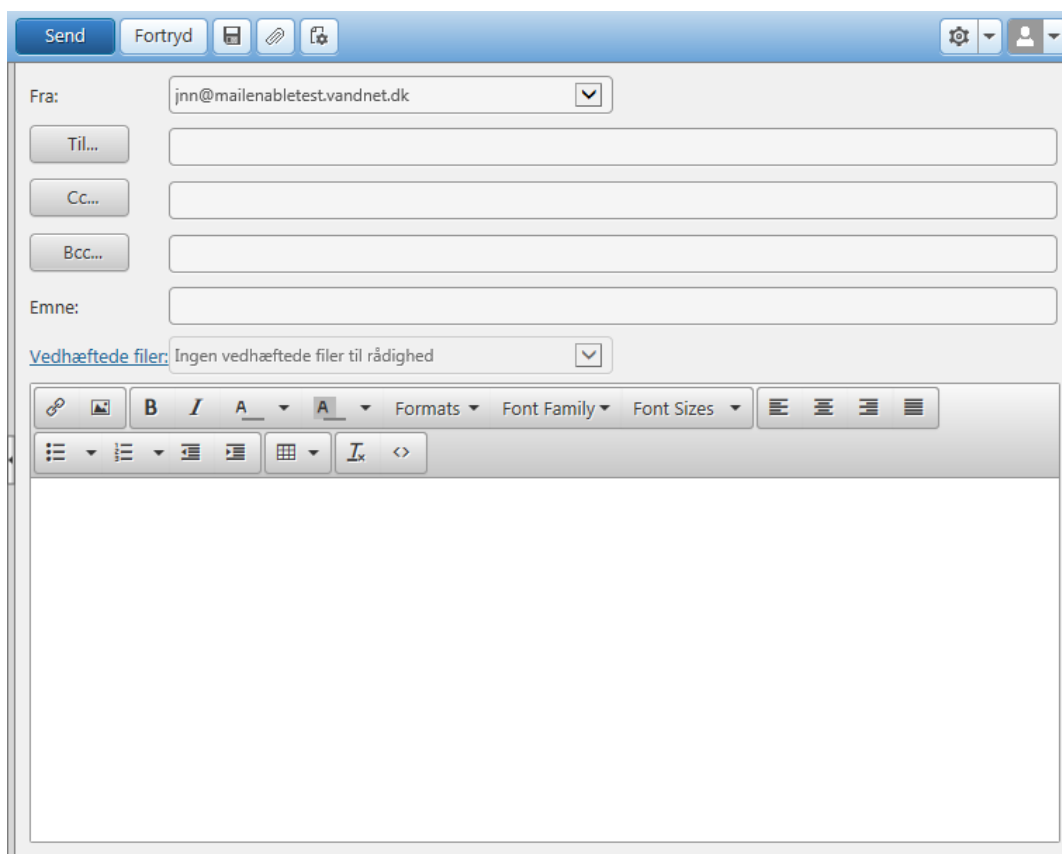 Send Fortryd
Fra: jnn@mailenabletest.vandnet.dk
Til...
Cc...
Bcc...
Emne:
Vedhæftede filer: Ingen vedhæftede filer til rådighed
B I A A Formats Font Family Font Sizes